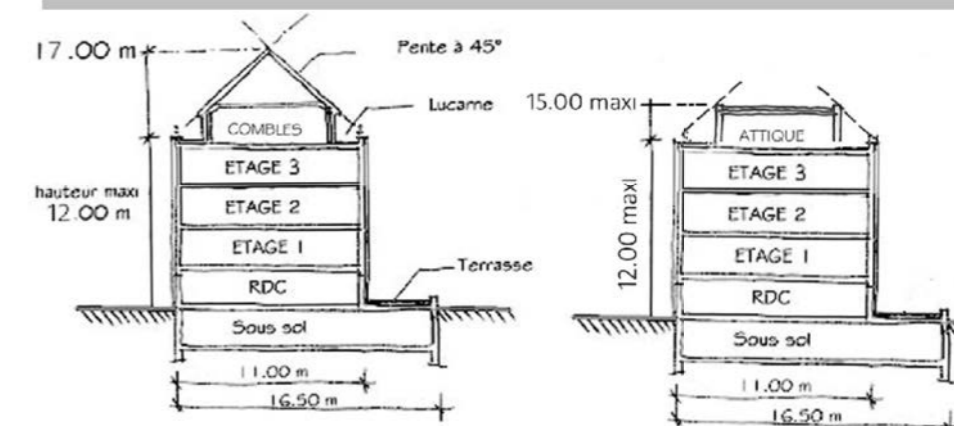 17.00 m
Pente à 45°
Lucarne
COMBLES
ETAGE 3
hauteur maxi
12.00 m
ETAGE 2
ETAGE 1
Terrasse
RDC
Sous sol
11.00 m
16.50 m
15.00 maxi
ATTIQUE
ETAGE 3
12.00 maxi
ETAGE 2
ETAGE 1
RDC
Sous sol
11.00 m
16.50 m